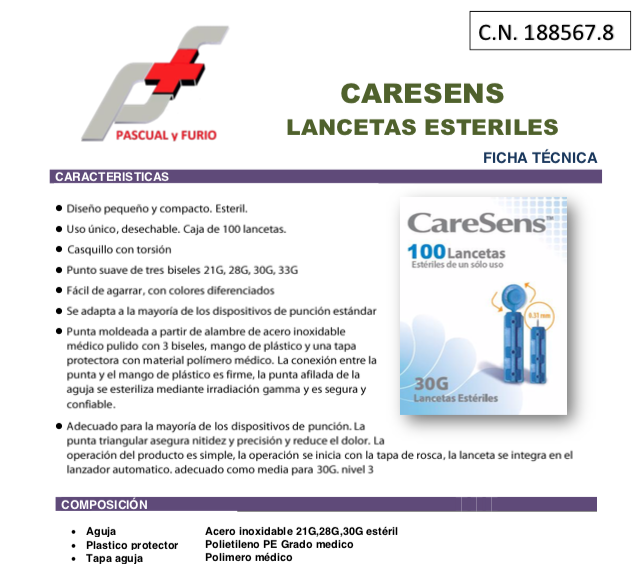 C.N. 188567.8
PASCUAL y FURIO
CARESENS
LANCETAS ESTERILES
FICHA TÉCNICA
CARACTERISTICAS
● Diseño pequeño y compacto. Esteril.
● Uso único, desechable. Caja de 100 lancetas.
● Casquillo con torsión
● Punto suave de tres biseles 21G, 28G, 30G, 33G
● Fácil de agarrar, con colores diferenciados
● Se adapta a la mayoría de los dispositivos de punción estándar
● Punta moldeada a partir de alambre de acero inoxidable
médico pulido con 3 biseles, mango de plástico y una tapa
protectora con material polímero médico. La conexión entre la
punta y el mango de plástico es firme, la punta afilada de la
aguja se esteriliza mediante irradiación gamma y es segura y
confiable.
● Adecuado para la mayoría de los dispositivos de punción. La
punta triangular asegura nitidez y precisión y reduce el dolor. La
operación del producto es simple, la operación se inicia con la tapa de rosca, la lanceta se integra en el
lanzador automatico. adecuado como media para 30G. nivel 3
CareSens™
100 Lancetas
Estériles de un sólo uso
0.31 mm
30G
Lancetas Estériles
COMPOSICIÓN
• Aguja Acero inoxidable 21G,28G,30G estéril
• Plastico protector Polietileno PE Grado medico
• Tapa aguja Polimero médico